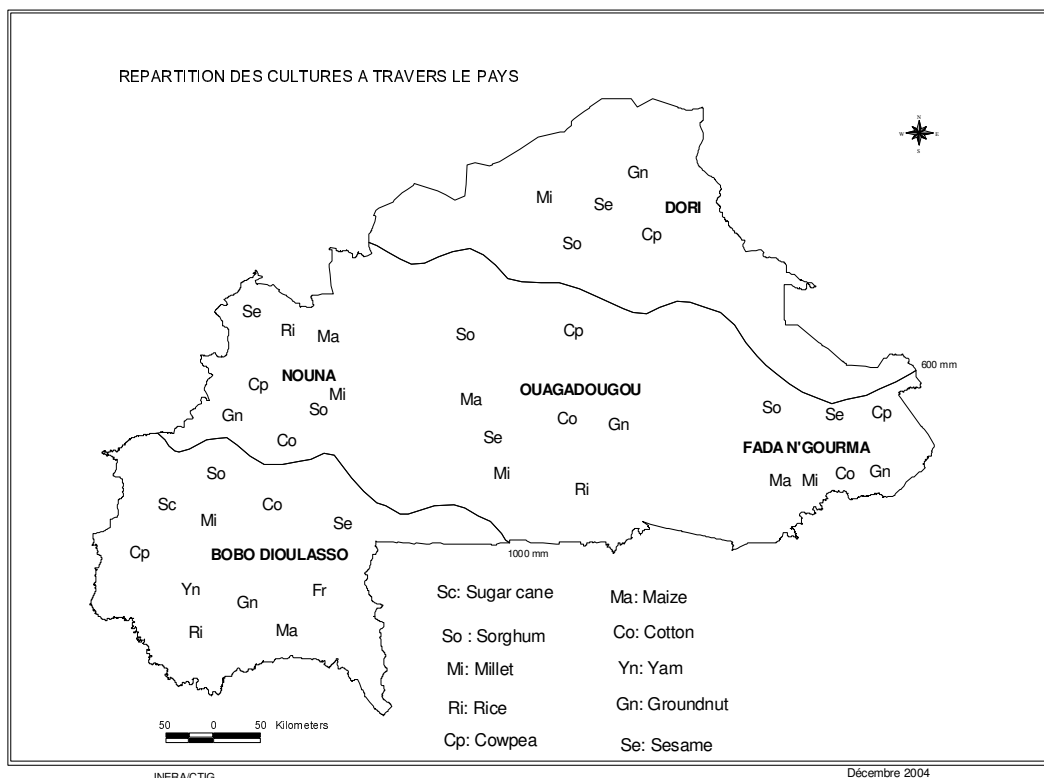 REPARTITION DES CULTURES A TRAVERS LE PAYS
N
W E
S
Gn
Mi
Se
DORI
Cp
So
Se
Ri
Ma
So
Cp
600 mm
NOUNA
Cp
Mi
So
Gn
Co
OUAGADOUGOU
Ma
Co
Gn
Se
Mi
Ri
So
Se
Cp
FADA N'GOURMA
Ma
Mi
Co
Gn
So
Sc
Co
Mi
Se
Cp
BOBO DIOULASSO
1000 mm
Yn
Gn
Fr
Ri
Ma
Sc: Sugar cane
Ma: Maize
So : Sorghum
Co: Cotton
Mi: Millet
Yn: Yam
Ri: Rice
Gn: Groundnut
Cp: Cowpea
Se: Sesame
50 0 50 Kilometers
INERA/CTIG
Décembre 2004